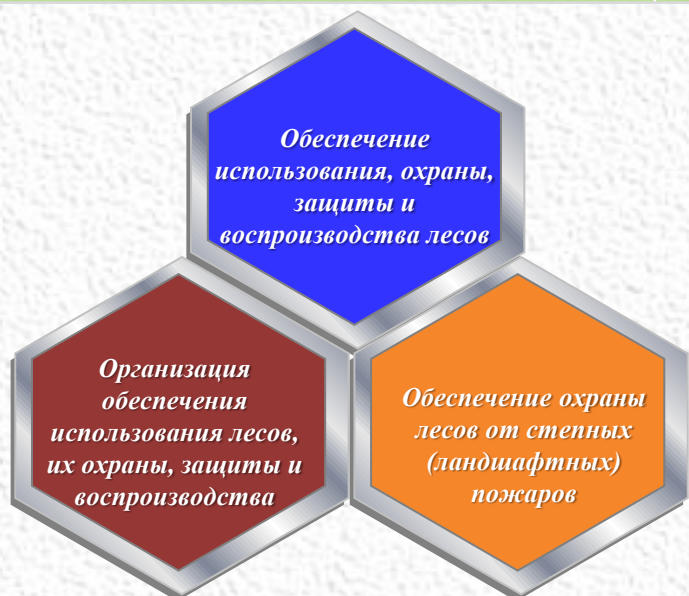 Обеспечение
использования, охраны,
защиты и
воспроизводства лесов
Организация
обеспечения
использования лесов,
их охраны, защиты и
воспроизводства
Обеспечение охраны
лесов от степных
(ландшафтных)
пожаров